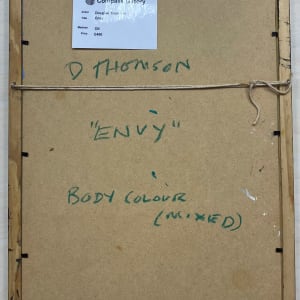 Compass Gallery
D THOMSON
"ENVY"
BODY COLOUR
(MIXED)